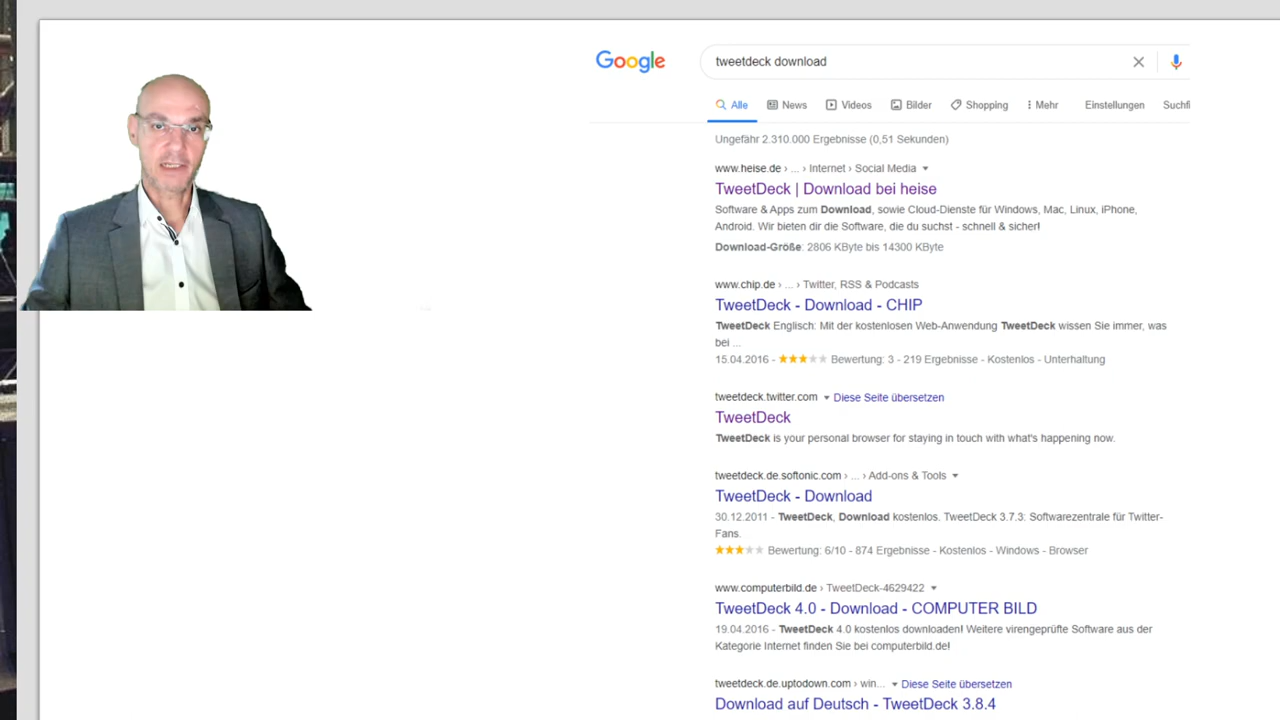 Google
tweetdeck download
Alle News Videos Bilder Shopping Mehr Einstellungen Suchfi
Ungefähr 2.310.000 Ergebnisse (0,51 Sekunden)
www.heise.de › ... › Internet › Social Media
TweetDeck | Download bei heise
Software & Apps zum Download, sowie Cloud-Dienste für Windows, Mac, Linux, iPhone,
Android. Wir bieten dir die Software, die du suchst - schnell & sicher!
Download-Größe: 2806 KByte bis 14300 KByte
www.chip.de › ... › Twitter, RSS & Podcasts
TweetDeck - Download - CHIP
TweetDeck Englisch: Mit der kostenlosen Web-Anwendung TweetDeck wissen Sie immer, was
bei ...
15.04.2016 - Bewertung: 3 - 219 Ergebnisse - Kostenlos - Unterhaltung
tweetdeck.twitter.com Diese Seite übersetzen
TweetDeck
TweetDeck is your personal browser for staying in touch with what's happening now.
tweetdeck.de.softonic.com › ... › Add-ons & Tools
TweetDeck - Download
30.12.2011 - TweetDeck, Download kostenlos. TweetDeck 3.7.3: Softwarezentrale für Twitter-
Fans.
Bewertung: 6/10 - 874 Ergebnisse - Kostenlos - Windows - Browser
www.computerbild.de › TweetDeck-4629422
TweetDeck 4.0 - Download - COMPUTER BILD
19.04.2016 - TweetDeck 4.0 kostenlos downloaden! Weitere virengeprüfte Software aus der
Kategorie Internet finden Sie bei computerbild.de!
tweetdeck.de.uptodown.com › win... Diese Seite übersetzen
Download auf Deutsch - TweetDeck 3.8.4